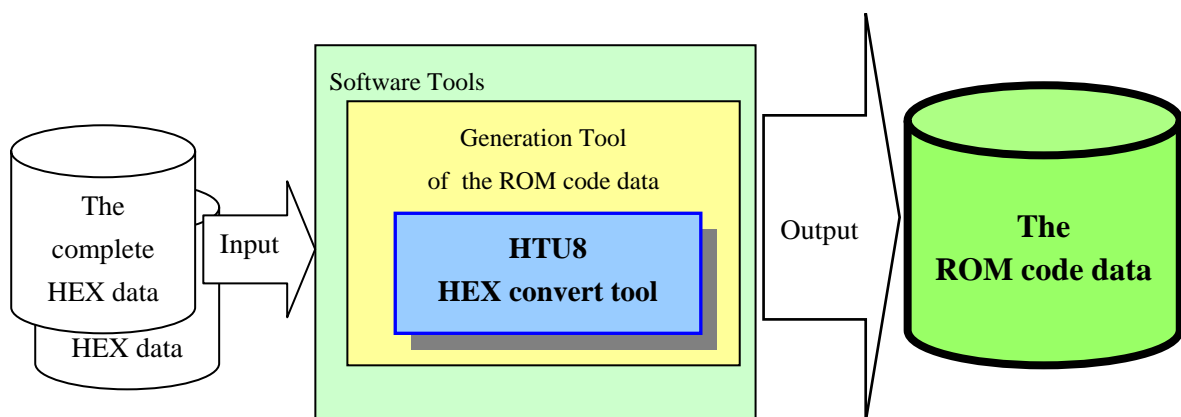 Software Tools
Generation Tool
of the ROM code data
HTU8
HEX convert tool
The
complete
HEX data
HEX data
Input
Output
The
ROM code data